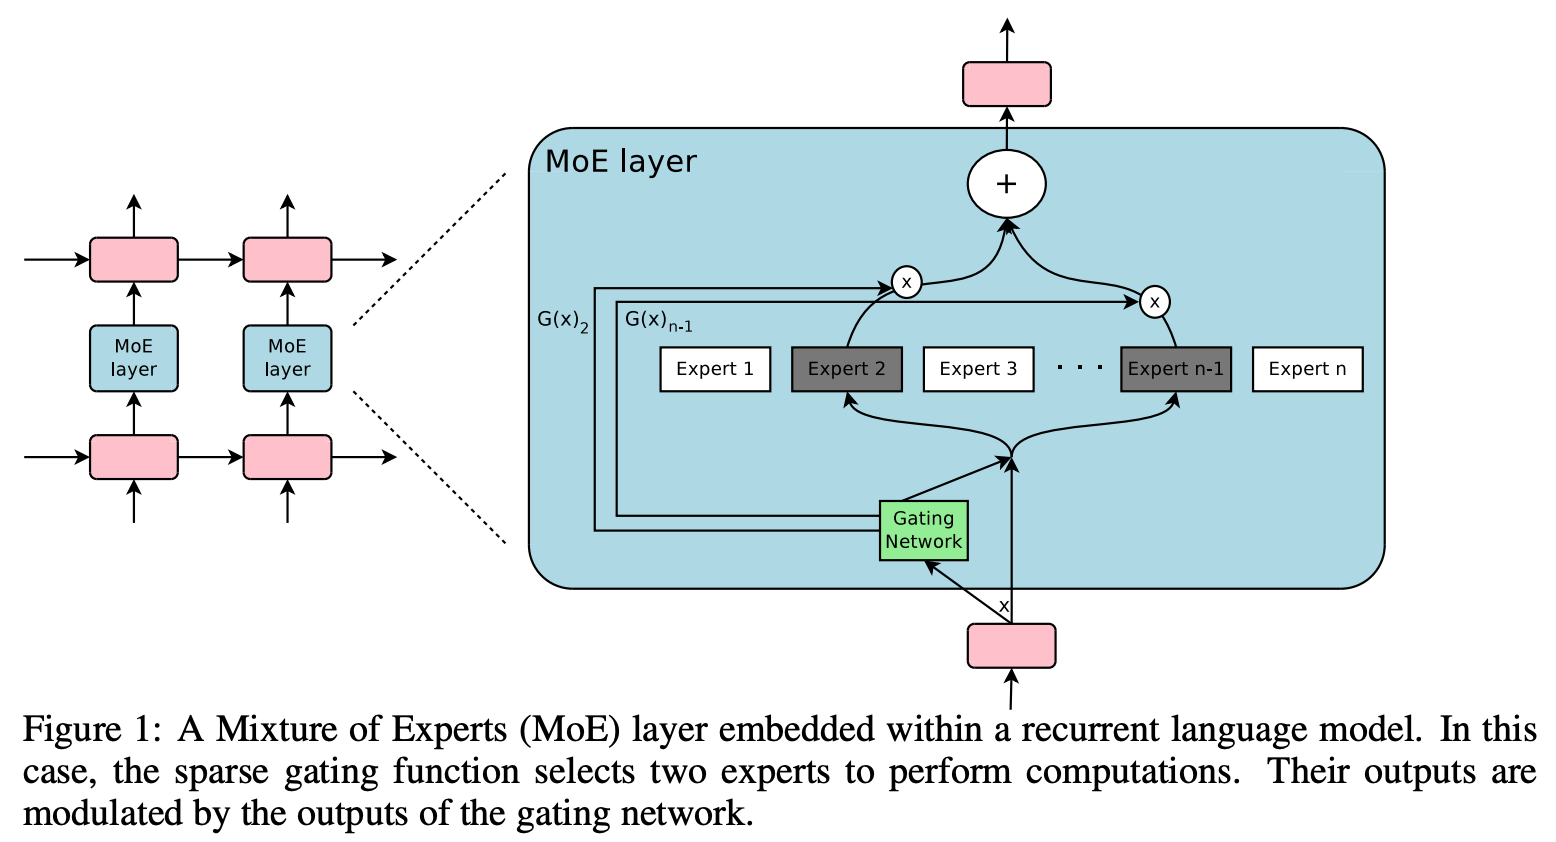 MoE layer
+
x
x
G(x)2
G(x)n-1
MoE
layer
MoE
layer
Expert 1
Expert 2
Expert 3
. . .
Expert n-1
Expert n
Gating
Network
x
Figure 1: A Mixture of Experts (MoE) layer embedded within a recurrent language model. In this
case, the sparse gating function selects two experts to perform computations. Their outputs are
modulated by the outputs of the gating network.